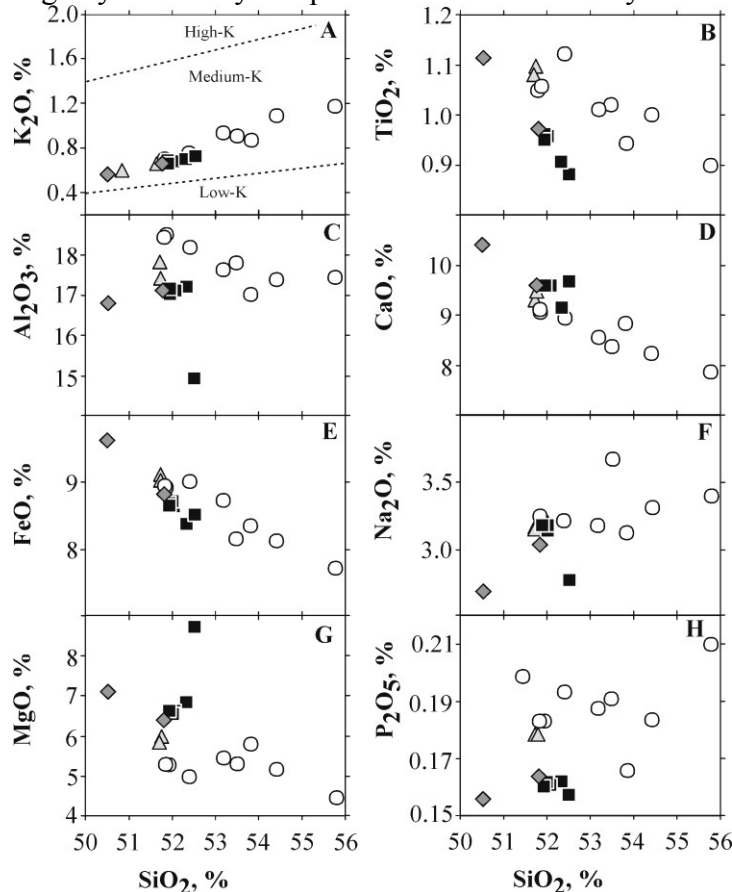 K₂O, %
2.0
1.6
1.2
0.8
0.4
High-K
Medium-K
Low-K
A
TiO₂, %
1.2
1.1
1.0
0.9
B
Al₂O₃, %
18
17
16
15
C
CaO, %
10
9
8
D
FeO, %
9
8
E
Na₂O, %
3.5
3.0
F
MgO, %
8
7
6
5
4
G
P₂O₅, %
0.21
0.19
0.17
0.15
H
50 51 52 53 54 55 56
SiO₂, %
50 51 52 53 54 55 56
SiO₂, %